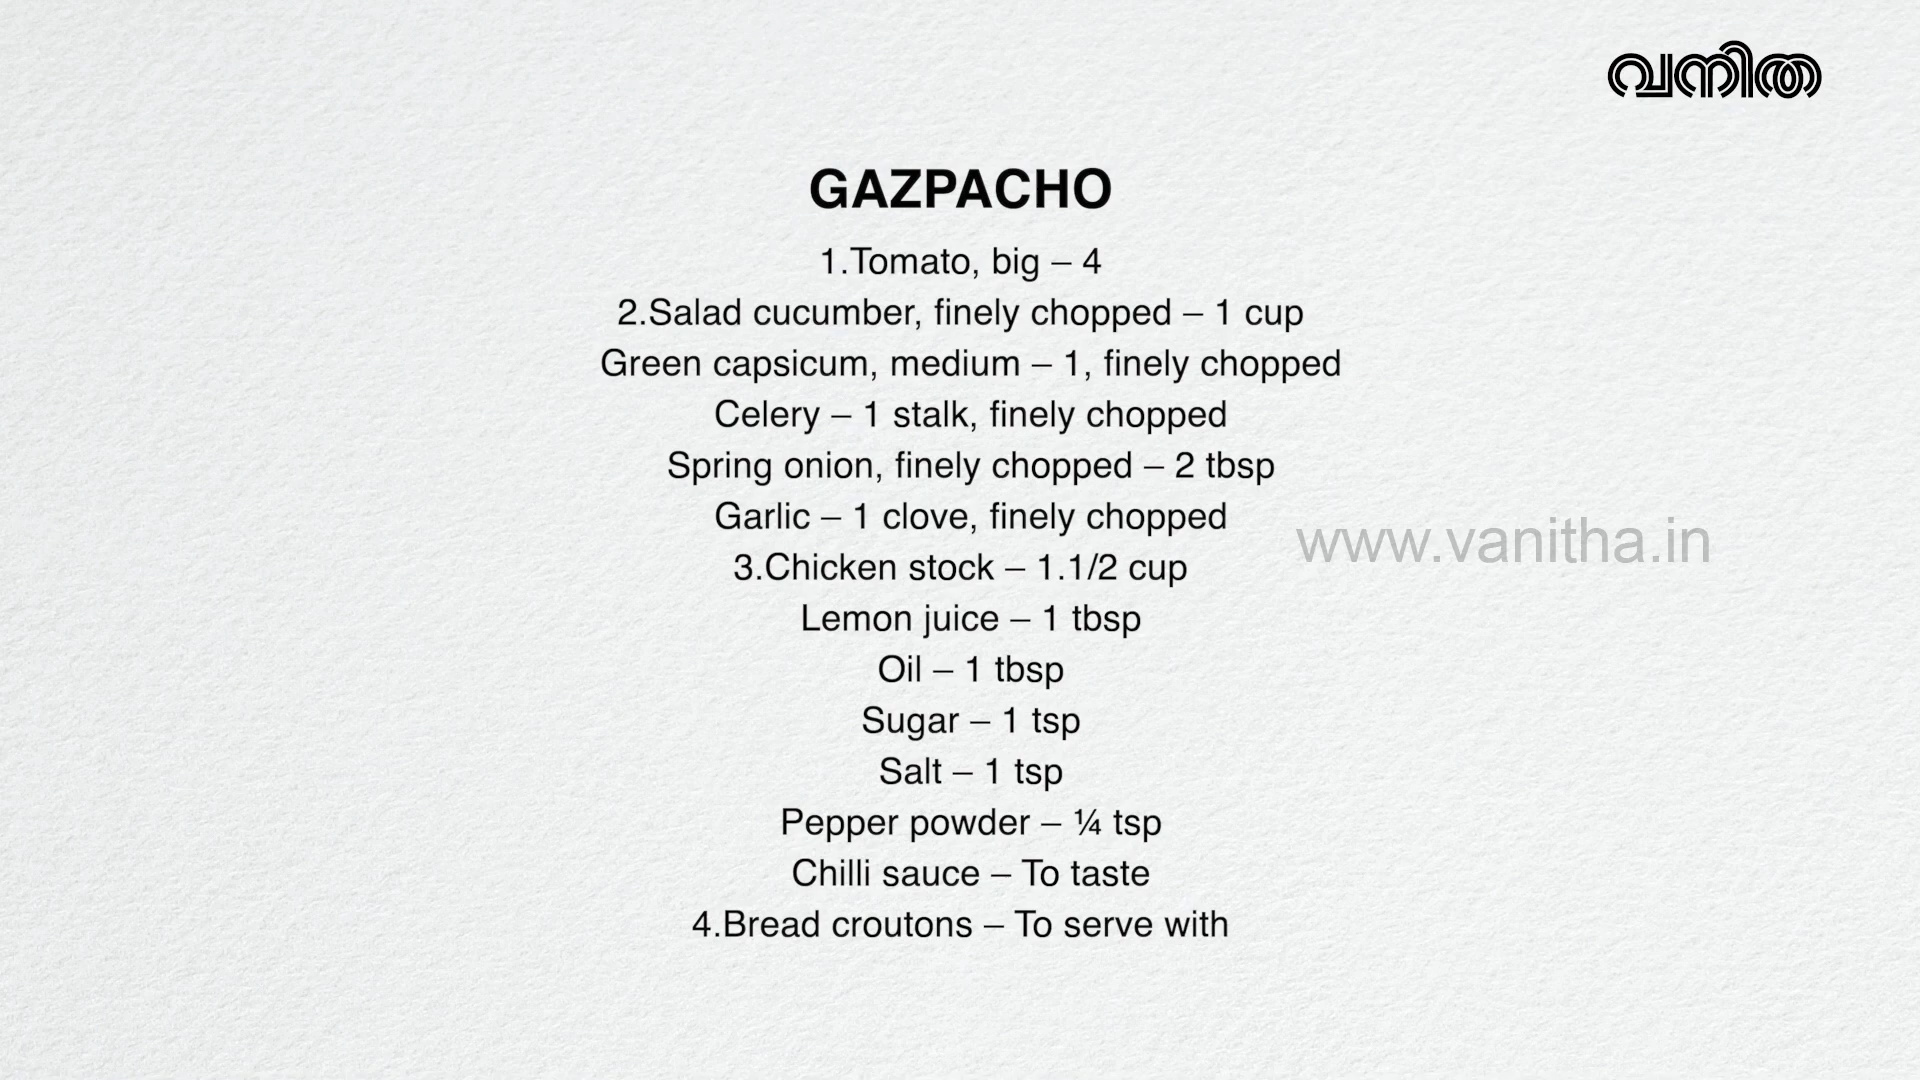 വനിത
GAZPACHO
1.Tomato, big – 4
2.Salad cucumber, finely chopped – 1 cup
Green capsicum, medium – 1, finely chopped
Celery – 1 stalk, finely chopped
Spring onion, finely chopped – 2 tbsp
Garlic – 1 clove, finely chopped
www.vanitha.in
3.Chicken stock – 1.1/2 cup
Lemon juice – 1 tbsp
Oil – 1 tbsp
Sugar – 1 tsp
Salt – 1 tsp
Pepper powder – ¼ tsp
Chilli sauce – To taste
4.Bread croutons – To serve with